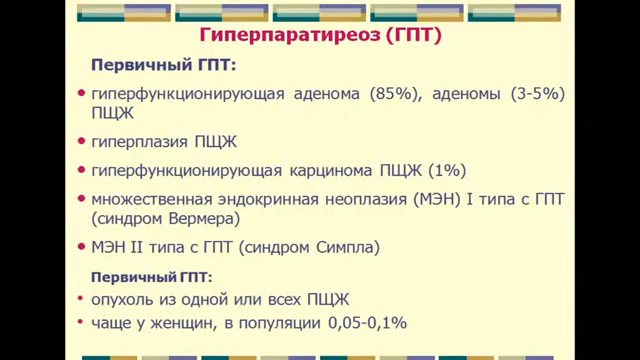 Гиперпаратиреоз (ГПТ)
Первичный ГПТ:
• гиперфункционирующая аденома (85%), аденомы (3-5%)
ПЩЖ
• гиперплазия ПЩЖ
• гиперфункционирующая карцинома ПЩЖ (1%)
• множественная эндокринная неоплазия (МЭН) I типа с ГПТ
(синдром Вермера)
• МЭН II типа с ГПТ (синдром Симпла)
Первичный ГПТ:
• опухоль из одной или всех ПЩЖ
• чаще у женщин, в популяции 0,05-0,1%